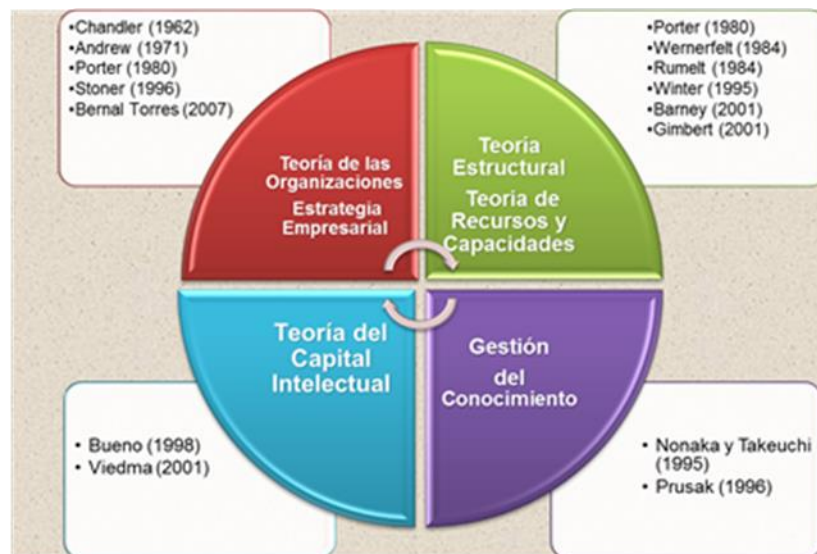 •Chandler (1962)
•Andrew (1971)
•Porter (1980)
•Stoner (1996)
•Bernal Torres (2007)
•Porter (1980)
•Wernerfelt (1984)
•Rumelt (1984)
•Winter (1995)
•Barney (2001)
•Gimbert (2001)
Teoría de las
Organizaciones
Estrategia
Empresarial
Teoría
Estructural
Teoría de
Recursos y
Capacidades
Teoría del
Capital
Intelectual
Gestión
del
Conocimiento
• Bueno (1998)
• Viedma (2001)
• Nonaka y Takeuchi
(1995)
• Prusak (1996)